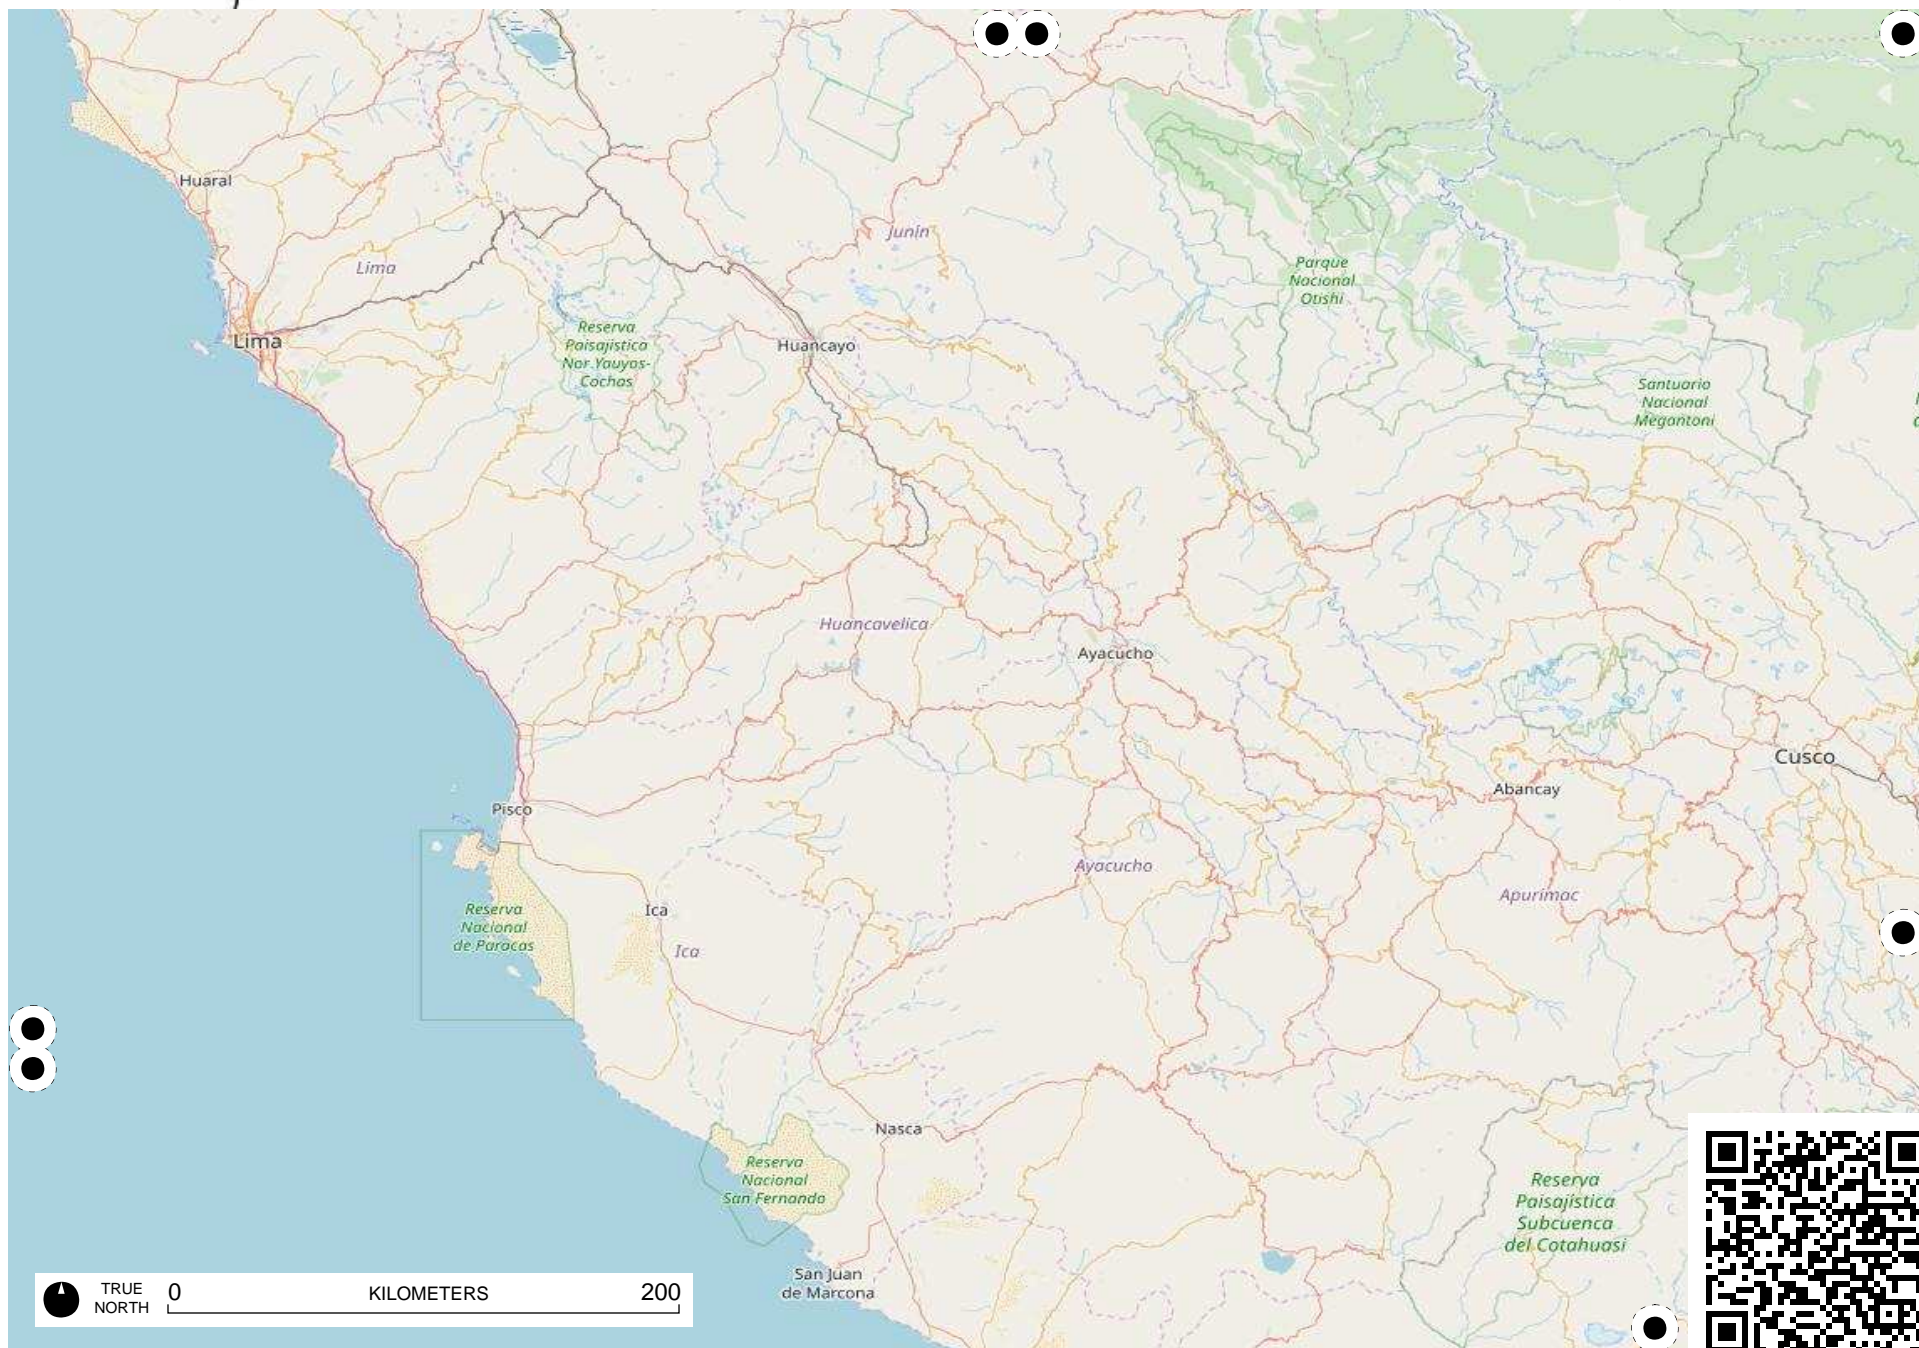 Huaral
Junín
Lima
Parque
Nacional
Otishi
Lima
Reserva
Paisajística
Nor Yauyos-
Cochas
Huancayo
Santuario
Nacional
Megantoni
Huancavelica
Ayacucho
Cusco
Abancay
Pisco
Ayacucho
Apurímac
Ica
Reserva
Nacional
de Paracas
Ica
Nasca
Reserva
Nacional
San Fernando
Reserva
Paisajística
Subcuenca
del Cotahuasi
San Juan
de Marcona
TRUE
NORTH
0 KILOMETERS 200